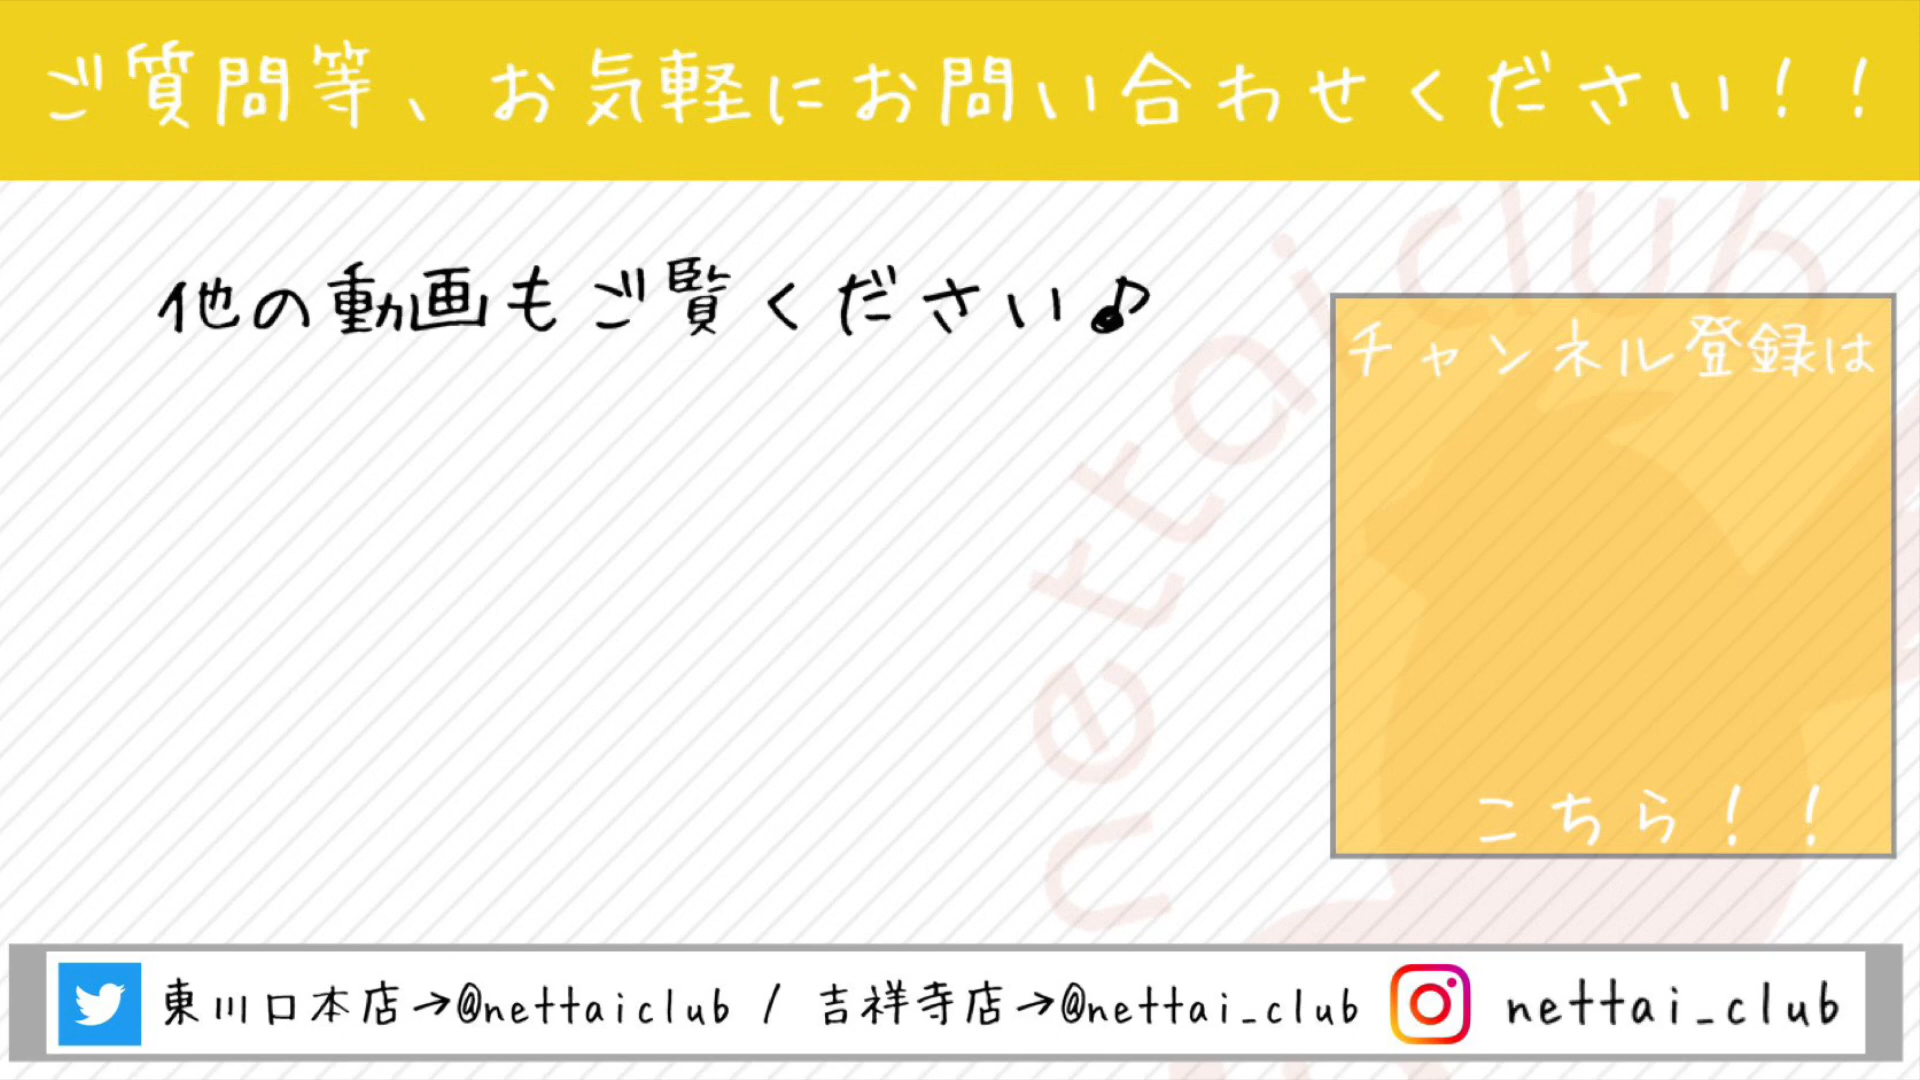 ご質問等、お気軽にお問い合わせください！！
他の動画もご覧ください♪
nettaiclub
チャンネル登録は
こちら！！
東川口本店→@nettaiclub / 吉祥寺店→@nettai_club
nettai_club